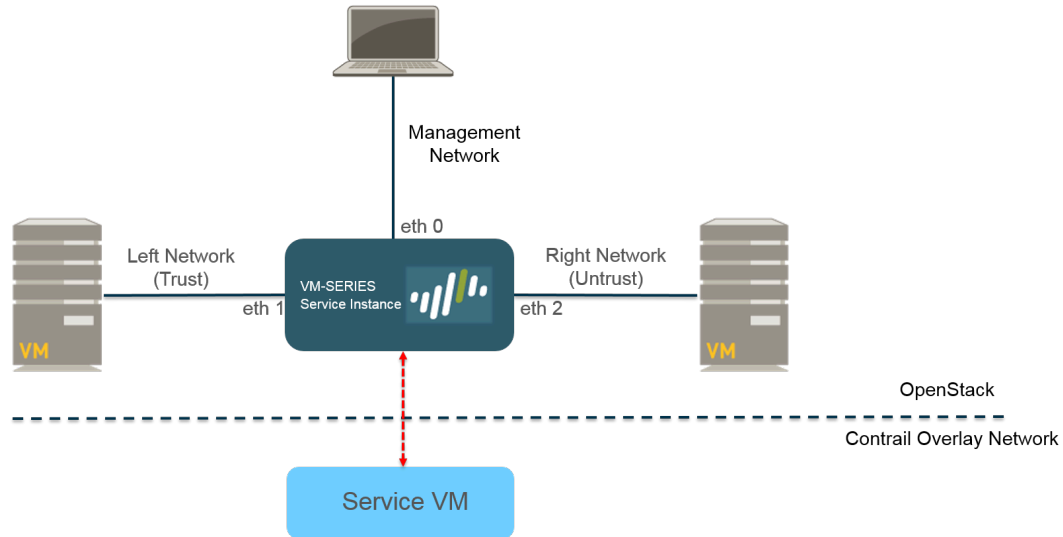 Management
Network
eth 0
Left Network
(Trust)
Right Network
(Untrust)
VM-SERIES
Service Instance
eth 1
eth 2
VM
VM
OpenStack
Contrail Overlay Network
Service VM